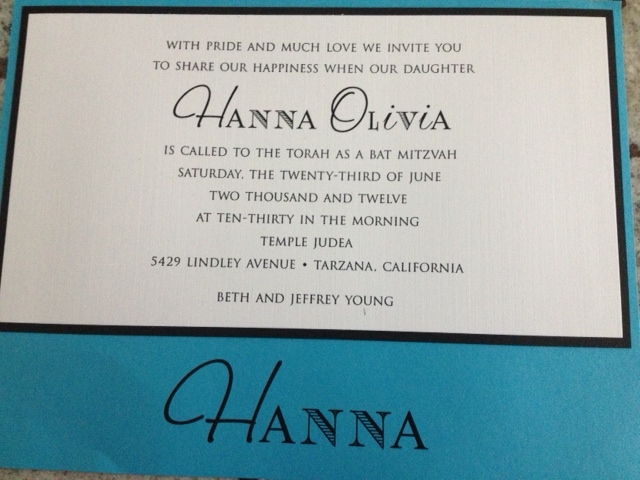 WITH PRIDE AND MUCH LOVE WE INVITE YOU
TO SHARE OUR HAPPINESS WHEN OUR DAUGHTER
HANNA OLIVIA
IS CALLED TO THE TORAH AS A BAT MITZVAH
SATURDAY, THE TWENTY-THIRD OF JUNE
TWO THOUSAND AND TWELVE
AT TEN-THIRTY IN THE MORNING
TEMPLE JUDEA
5429 LINDLEY AVENUE • TARZANA, CALIFORNIA
BETH AND JEFFREY YOUNG
HANNA